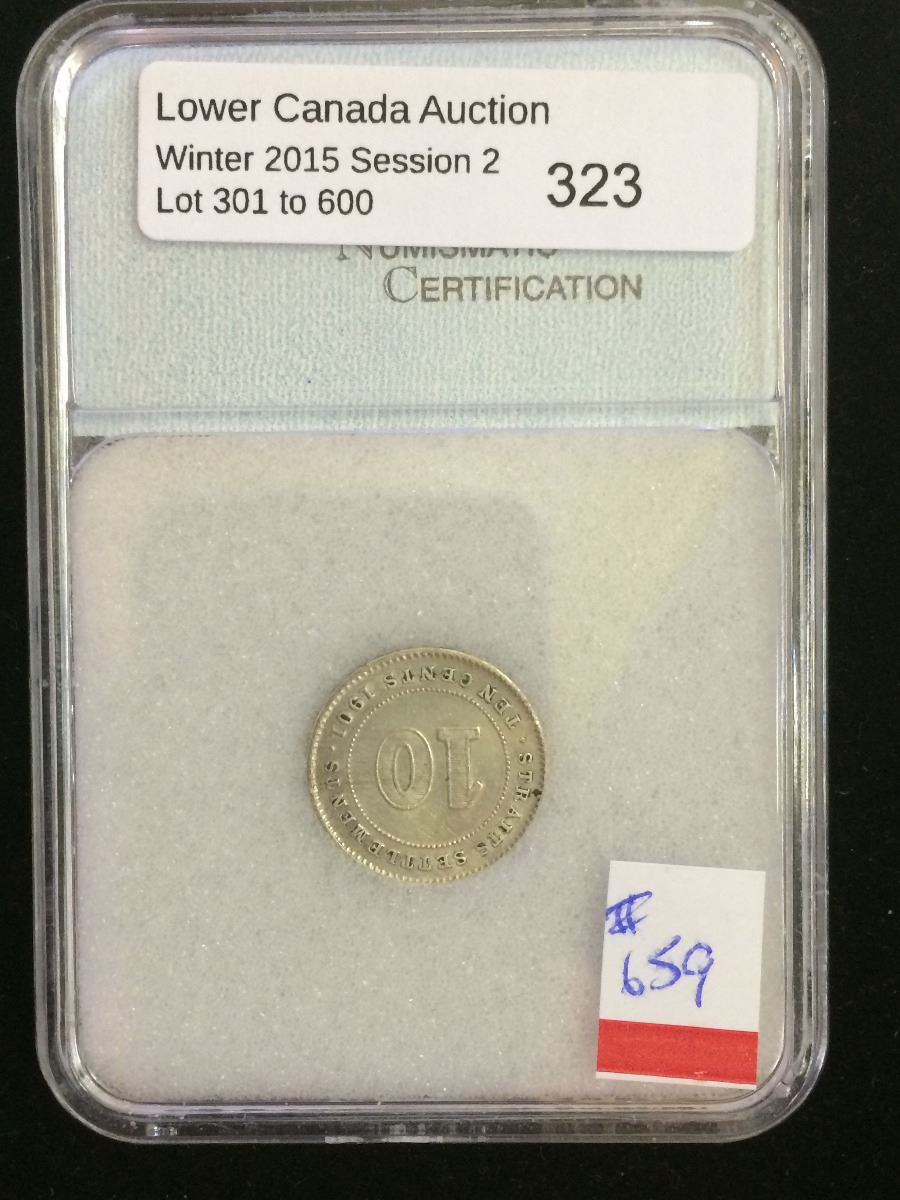 Lower Canada Auction
Winter 2015 Session 2
Lot 301 to 600
323
NUMISMATIC
CERTIFICATION
STRAITS SETTLEMENTS ·
TEN CENTS 1901 ·
10
#
659